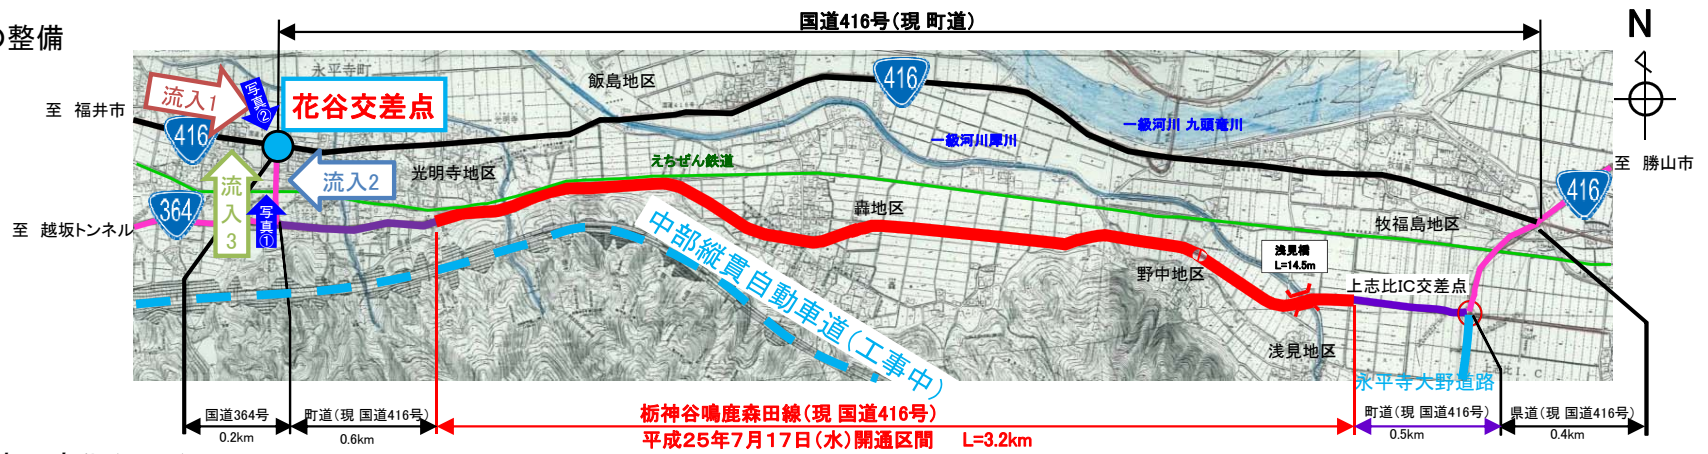 の整備
国道416号(現 町道)
N
永平寺町
飯島地区
416
流入1
写真②
花谷交差点
至 福井市
416
一級河川 九頭竜川
一級河川犀川
えちぜん鉄道
至 勝山市
光明寺地区
流入2
流入3
写真①
416
364
至 越坂トンネル
轟地区
牧福島地区
中部縦貫自動車道(工事中)
浅見橋
L=14.5m
野中地区
上志比IC交差点
浅見地区
永平寺大野道路
国道364号
0.2km
町道(現 国道416号)
0.6km
栃神谷鳴鹿森田線(現 国道416号)
平成25年7月17日(水)開通区間 L=3.2km
町道(現 国道416号)
0.5km
県道(現 国道416号)
0.4km